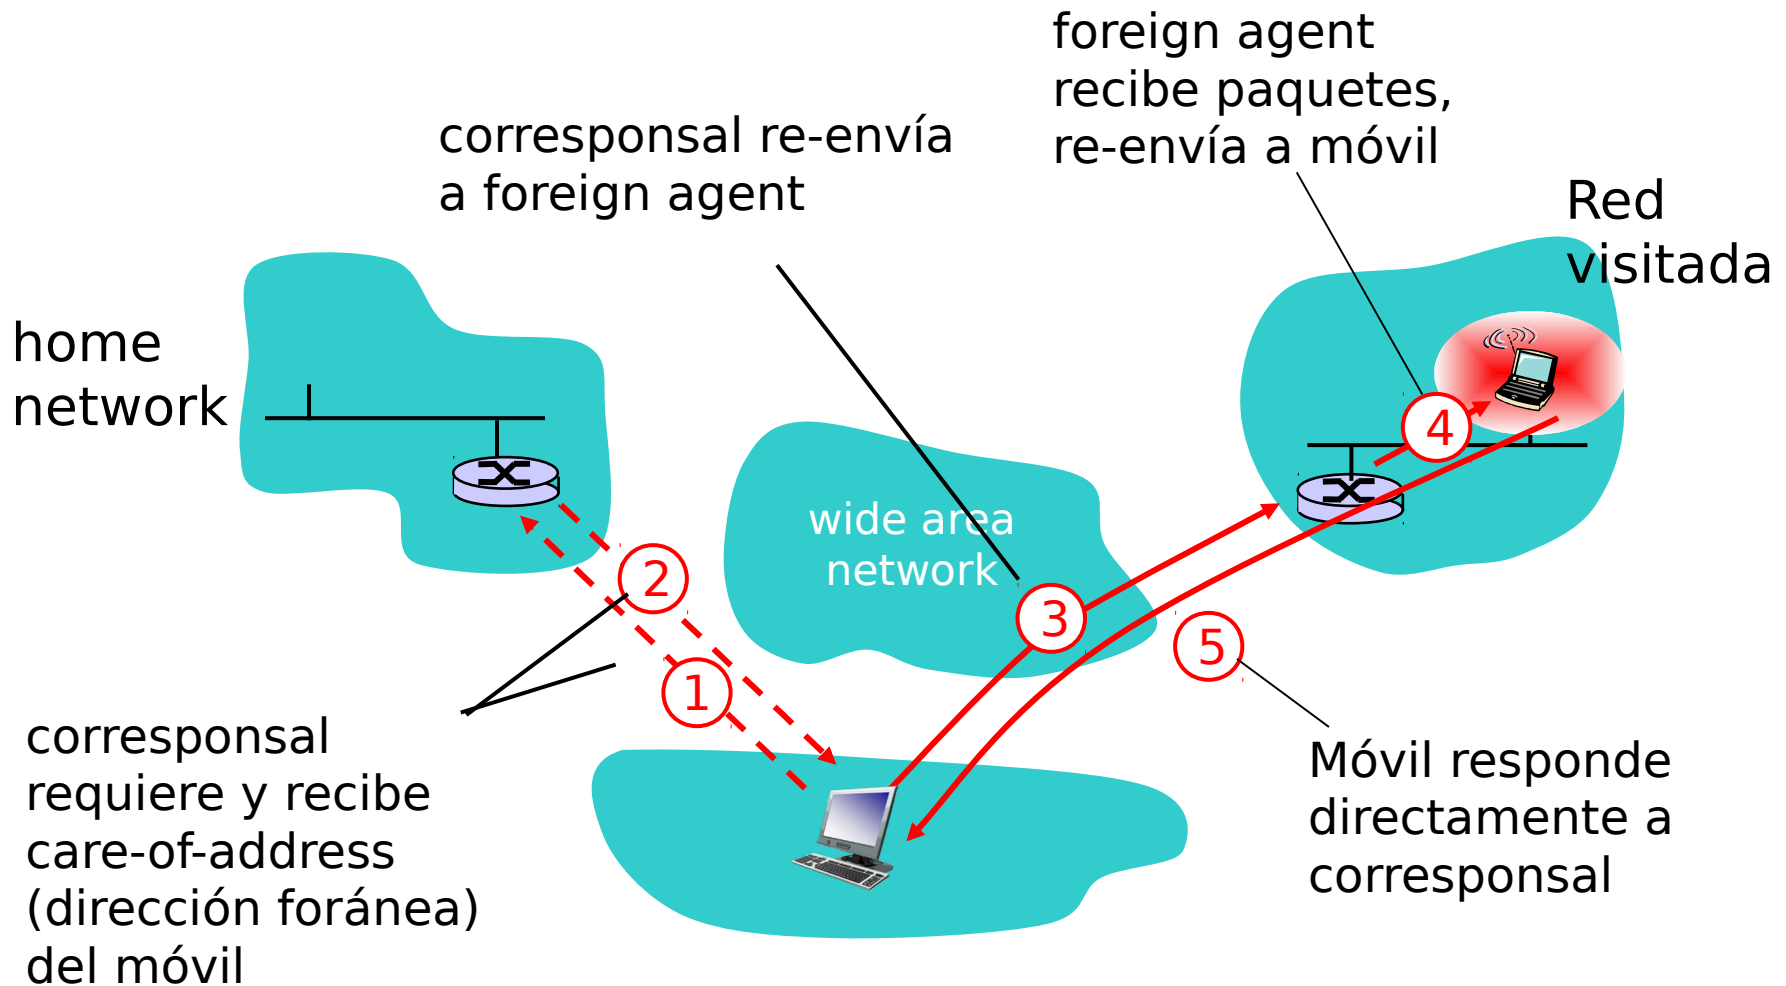 foreign agent
recibe paquetes,
re-envía a móvil
corresponsal re-envía
a foreign agent
Red
visitada
home
network
4
wide area
network
2
3
5
1
corresponsal
requiere y recibe
care-of-address
(dirección foránea)
del móvil
Móvil responde
directamente a
corresponsal